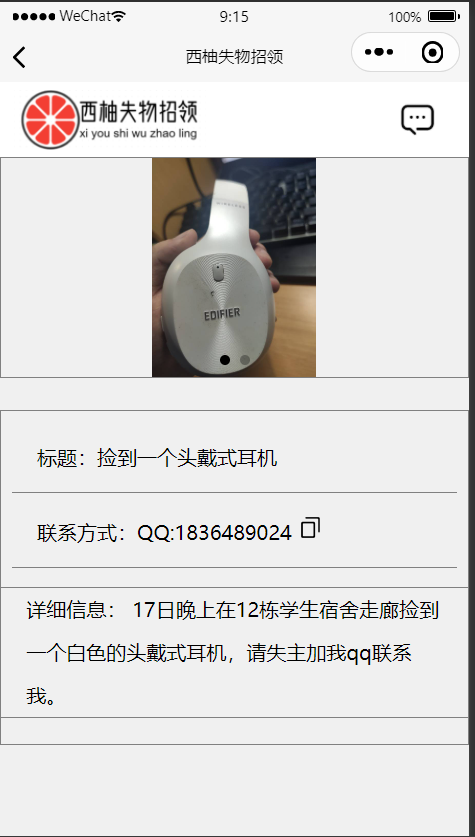 WeChat 9:15 100%
西柚失物招领
西柚失物招领
xi you shi wu zhao ling
EDIFIER
标题：捡到一个头戴式耳机
联系方式：QQ:1836489024
详细信息： 17日晚上在12栋学生宿舍走廊捡到
一个白色的头戴式耳机，请失主加我qq联系
我。